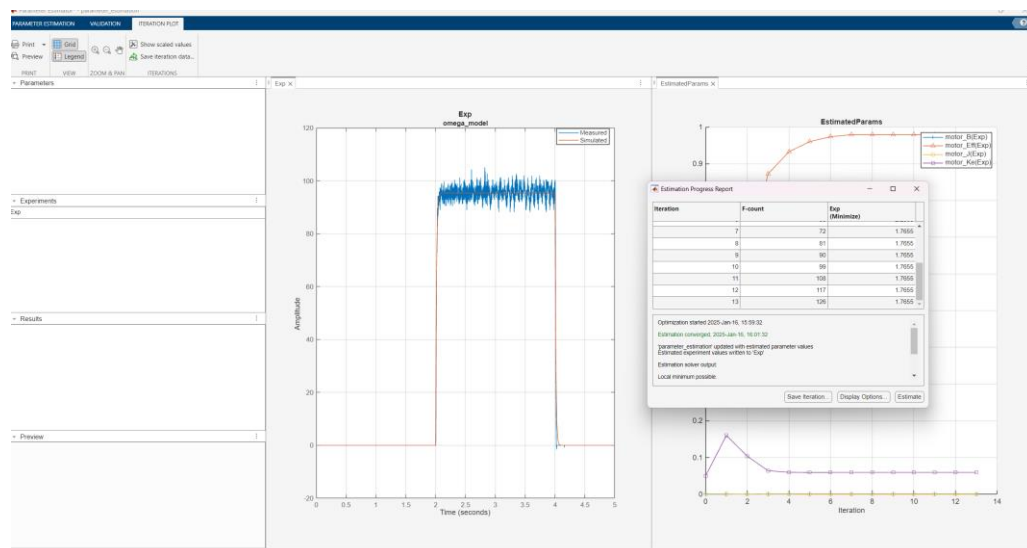 PARAMETER ESTIMATION VALIDATION ITERATION PLOT
Print Grid Show scaled values
Preview Legend Save iteration data...
PRINT VIEW ZOOM & PAN ITERATIONS
Parameters
Experiments
Exp
Results
Preview
Exp
Exp
omega_model
Measured
Simulated
Amplitude
120
100
80
60
40
20
0
-20
0 0.5 1 1.5 2 2.5 3 3.5 4 4.5 5
Time (seconds)
EstimatedParams
EstimatedParams
motor_B(Exp)
motor_Eff(Exp)
motor_J(Exp)
motor_Ke(Exp)
1
0.9
Estimation Progress Report
Iteration F-count Exp
(Minimize)
7 72 1.7655
8 81 1.7655
9 90 1.7655
10 99 1.7655
11 108 1.7655
12 117 1.7655
13 126 1.7655
Optimization started 2025-Jan-16, 15:59:32
Estimation converged, 2025-Jan-16, 16:01:32
'parameter_estimation' updated with estimated parameter values
Estimated experiment values written to 'Exp'
Estimation solver output:
Local minimum possible.
Save Iteration... Display Options... Estimate
0.2
0.1
0
0 2 4 6 8 10 12 14
Iteration